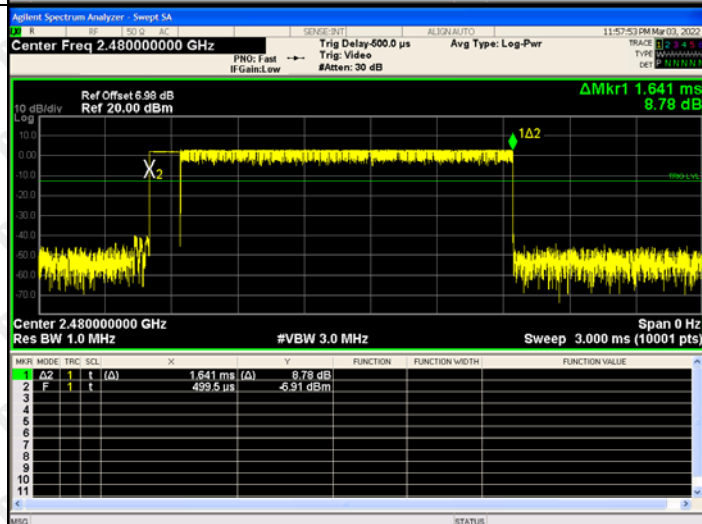 Agilent Spectrum Analyzer - Swept SA
R RF 50 Ω AC SENSE:INT ALIGNAUTO 11:57:53 PM Mar 03, 2022
Center Freq 2.480000000 GHz
PNO: Fast
IFGain:Low
Trig Delay-500.0 µs
Trig: Video
#Atten: 30 dB
Avg Type: Log-Pwr
TRACE 1 2 3 4 5 6
TYPE
DET P N N N N N
ΔMkr1 1.641 ms
8.78 dB
Ref Offset 6.98 dB
10 dB/div Ref 20.00 dBm
Log
10.0
0.00
-10.0
-20.0
-30.0
-40.0
-50.0
-60.0
-70.0
1Δ2
X2
TRIG LVL
Center 2.480000000 GHz Span 0 Hz
Res BW 1.0 MHz #VBW 3.0 MHz Sweep 3.000 ms (10001 pts)
MKR MODE TRC SCL X Y FUNCTION FUNCTION WIDTH FUNCTION VALUE
1 Δ2 1 t (Δ) 1.641 ms (Δ) 8.78 dB
2 F 1 t 499.5 µs -6.91 dBm
3
4
5
6
7
8
9
10
11
MSG STATUS